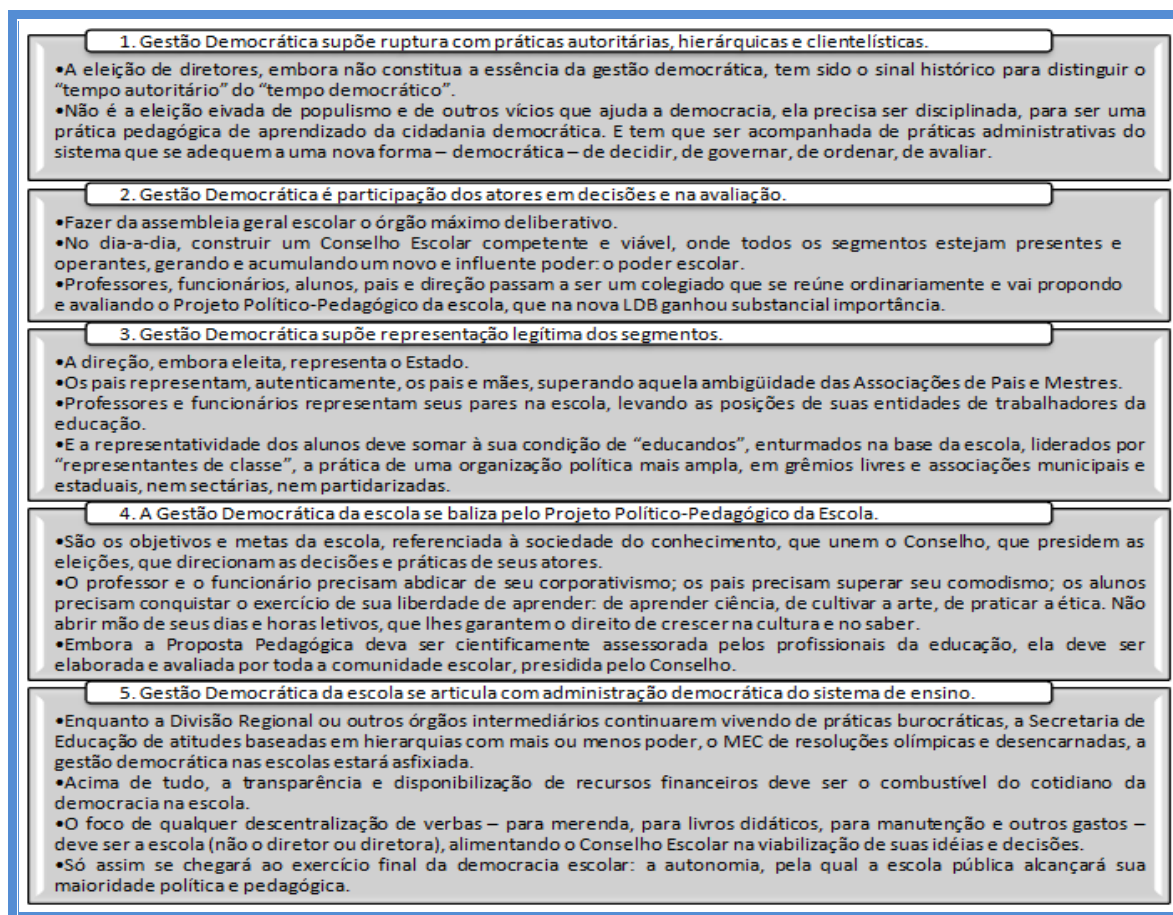 1. Gestão Democrática supõe ruptura com práticas autoritárias, hierárquicas e clientelísticas.
•A eleição de diretores, embora não constitua a essência da gestão democrática, tem sido o sinal histórico para distinguir o
“tempo autoritário” do “tempo democrático”.
•Não é a eleição eivada de populismo e de outros vícios que ajuda a democracia, ela precisa ser disciplinada, para ser uma
prática pedagógica de aprendizado da cidadania democrática. E tem que ser acompanhada de práticas administrativas do
sistema que se adequem a uma nova forma – democrática – de decidir, de governar, de ordenar, de avaliar.
2. Gestão Democrática é participação dos atores em decisões e na avaliação.
•Fazer da assembleia geral escolar o órgão máximo deliberativo.
•No dia-a-dia, construir um Conselho Escolar competente e viável, onde todos os segmentos estejam presentes e
operantes, gerando e acumulando um novo e influente poder: o poder escolar.
•Professores, funcionários, alunos, pais e direção passam a ser um colegiado que se reúne ordinariamente e vai propondo
e avaliando o Projeto Político-Pedagógico da escola, que na nova LDB ganhou substancial importância.
3. Gestão Democrática supõe representação legítima dos segmentos.
•A direção, embora eleita, representa o Estado.
•Os pais representam, autenticamente, os pais e mães, superando aquela ambigüidade das Associações de Pais e Mestres.
•Professores e funcionários representam seus pares na escola, levando as posições de suas entidades de trabalhadores da
educação.
•E a representatividade dos alunos deve somar à sua condição de “educandos”, enturmados na base da escola, liderados por
“representantes de classe”, a prática de uma organização política mais ampla, em grêmios livres e associações municipais e
estaduais, nem sectárias, nem partidarizadas.
4. A Gestão Democrática da escola se baliza pelo Projeto Político-Pedagógico da Escola.
•São os objetivos e metas da escola, referenciada à sociedade do conhecimento, que unem o Conselho, que presidem as
eleições, que direcionam as decisões e práticas de seus atores.
•O professor e o funcionário precisam abdicar de seu corporativismo; os pais precisam superar seu comodismo; os alunos
precisam conquistar o exercício de sua liberdade de aprender: de aprender ciência, de cultivar a arte, de praticar a ética. Não
abrir mão de seus dias e horas letivos, que lhes garantem o direito de crescer na cultura e no saber.
•Embora a Proposta Pedagógica deva ser cientificamente assessorada pelos profissionais da educação, ela deve ser
elaborada e avaliada por toda a comunidade escolar, presidida pelo Conselho.
5. Gestão Democrática da escola se articula com administração democrática do sistema de ensino.
•Enquanto a Divisão Regional ou outros órgãos intermediários continuarem vivendo de práticas burocráticas, a Secretaria de
Educação de atitudes baseadas em hierarquias com mais ou menos poder, o MEC de resoluções olímpicas e desencarnadas, a
gestão democrática nas escolas estará asfixiada.
•Acima de tudo, a transparência e disponibilização de recursos financeiros deve ser o combustível do cotidiano da
democracia na escola.
•O foco de qualquer descentralização de verbas – para merenda, para livros didáticos, para manutenção e outros gastos –
deve ser a escola (não o diretor ou diretora), alimentando o Conselho Escolar na viabilização de suas idéias e decisões.
•Só assim se chegará ao exercício final da democracia escolar: a autonomia, pela qual a escola pública alcançará sua
maioridade política e pedagógica.